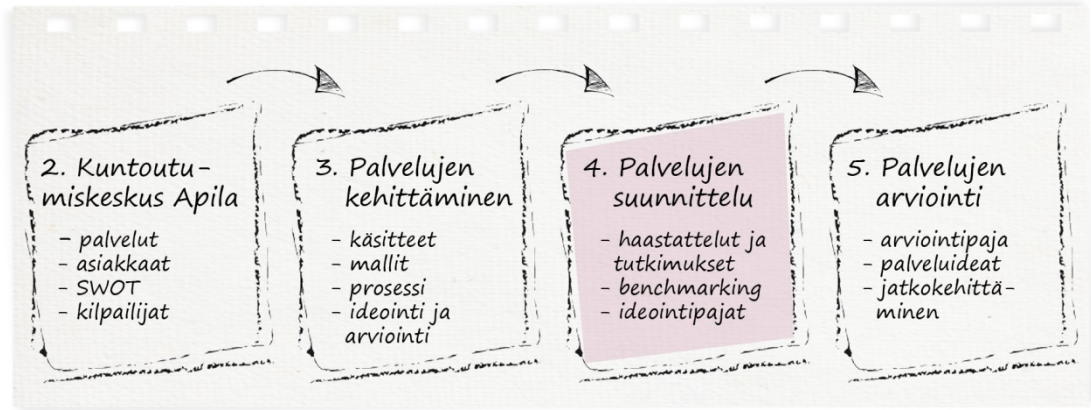 2. Kuntoutu-
miskeskus Apila
- palvelut
- asiakkaat
- SWOT
- kilpailijat
3. Palvelujen
kehittäminen
- käsitteet
- mallit
- prosessi
- ideointi ja
arviointi
4. Palvelujen
suunnittelu
- haastattelut ja
tutkimukset
- benchmarking
- ideointipajat
5. Palvelujen
arviointi
- arviointipaja
- palveluideat
- jatkokehittä-
minen